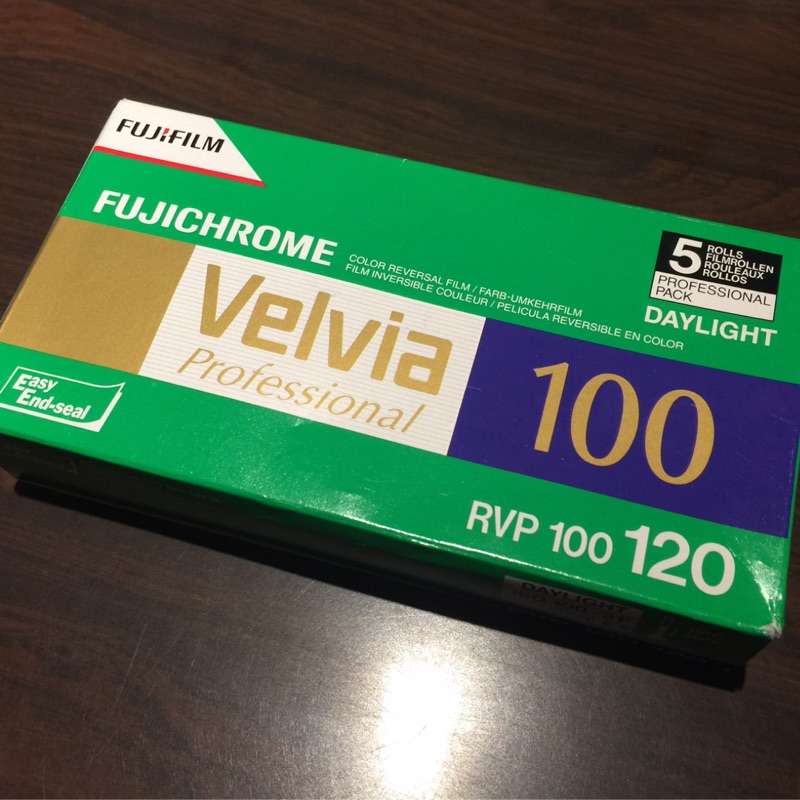 FUJIFILM
FUJICHROME
COLOR REVERSAL FILM / FARB-UMKEHRFILM
FILM INVERSIBLE COULEUR / PELICULA REVERSIBLE EN COLOR
5 ROLLS
FILMROLLEN
ROULEAUX
ROLLOS
PROFESSIONAL
PACK
DAYLIGHT
Velvia
Professional
100
Easy
End-seal
RVP 100 120
DAYLIGHT